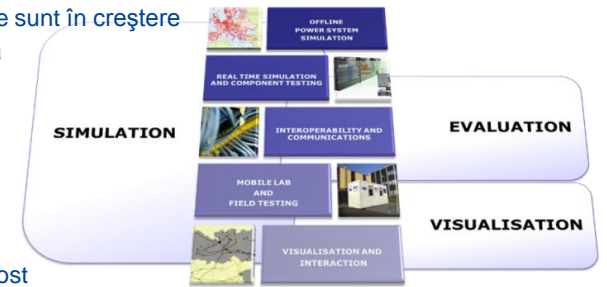 e sunt în creştere
OFFLINE
POWER SYSTEM
SIMULATION
REAL TIME SIMULATION
AND COMPONENT TESTING
SIMULATION
INTEROPERABILITY AND
COMMUNICATIONS
EVALUATION
MOBILE LAB
AND
FIELD TESTING
VISUALISATION
VISUALISATION AND
INTERACTION
ost